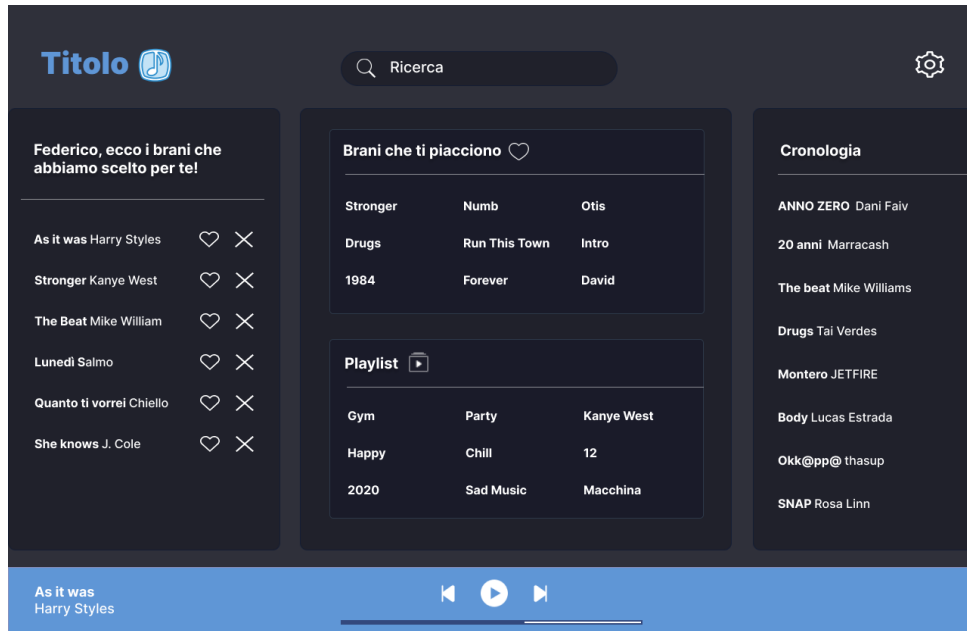 Titolo
Ricerca
Federico, ecco i brani che
abbiamo scelto per te!
As it was Harry Styles
Stronger Kanye West
The Beat Mike William
Lunedì Salmo
Quanto ti vorrei Chiello
She knows J. Cole
Brani che ti piacciono
Stronger Numb Otis
Drugs Run This Town Intro
1984 Forever David
Playlist
Gym Party Kanye West
Happy Chill 12
2020 Sad Music Macchina
Cronologia
ANNO ZERO Dani Faiv
20 anni Marracash
The beat Mike Williams
Drugs Tai Verdes
Montero JETFIRE
Body Lucas Estrada
Okk@pp@ thasup
SNAP Rosa Linn
As it was
Harry Styles